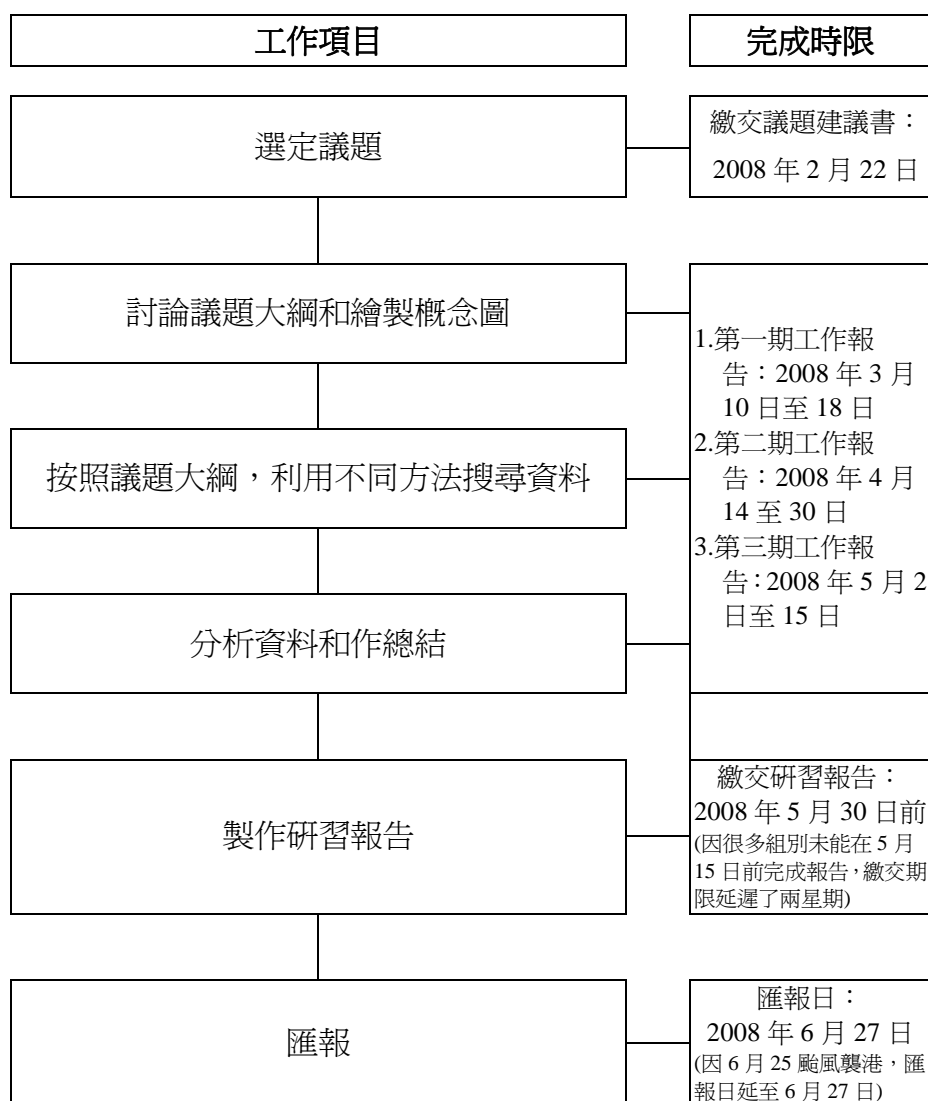 工作項目
完成時限
選定議題
繳交議題建議書：
2008 年 2 月 22 日
討論議題大綱和繪製概念圖
按照議題大綱，利用不同方法搜尋資料
分析資料和作總結
1.第一期工作報
告：2008 年 3 月
10 日至 18 日
2.第二期工作報
告：2008 年 4 月
14 至 30 日
3.第三期工作報
告：2008 年 5 月 2
日至 15 日
製作研習報告
繳交研習報告：
2008 年 5 月 30 日前
(因很多組別未能在 5 月
15 日前完成報告，繳交期
限延遲了兩星期)
匯報
匯報日：
2008 年 6 月 27 日
(因 6 月 25 颱風襲港，匯
報日延至 6 月 27 日)